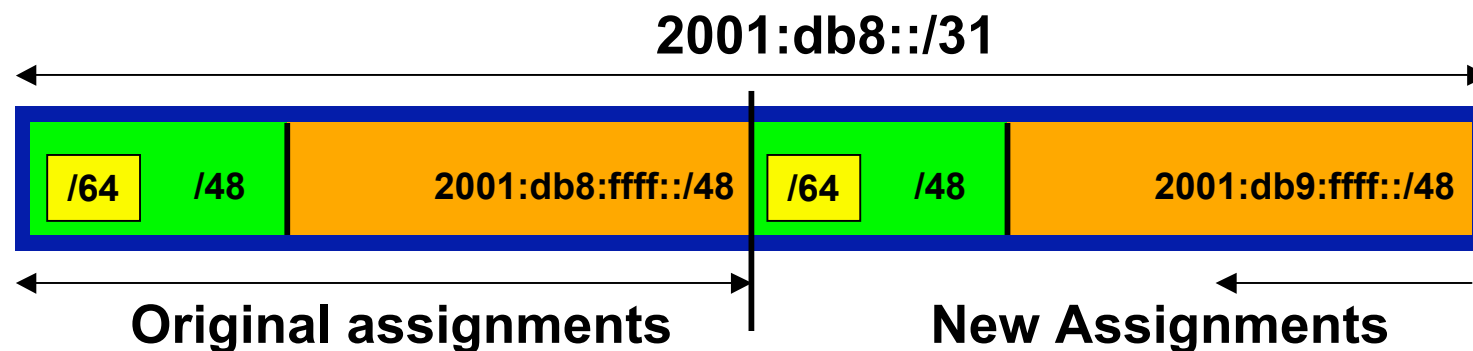 2001:db8::/31
/64 /48 2001:db8:ffff::/48 /64 /48 2001:db9:ffff::/48
Original assignments New Assignments